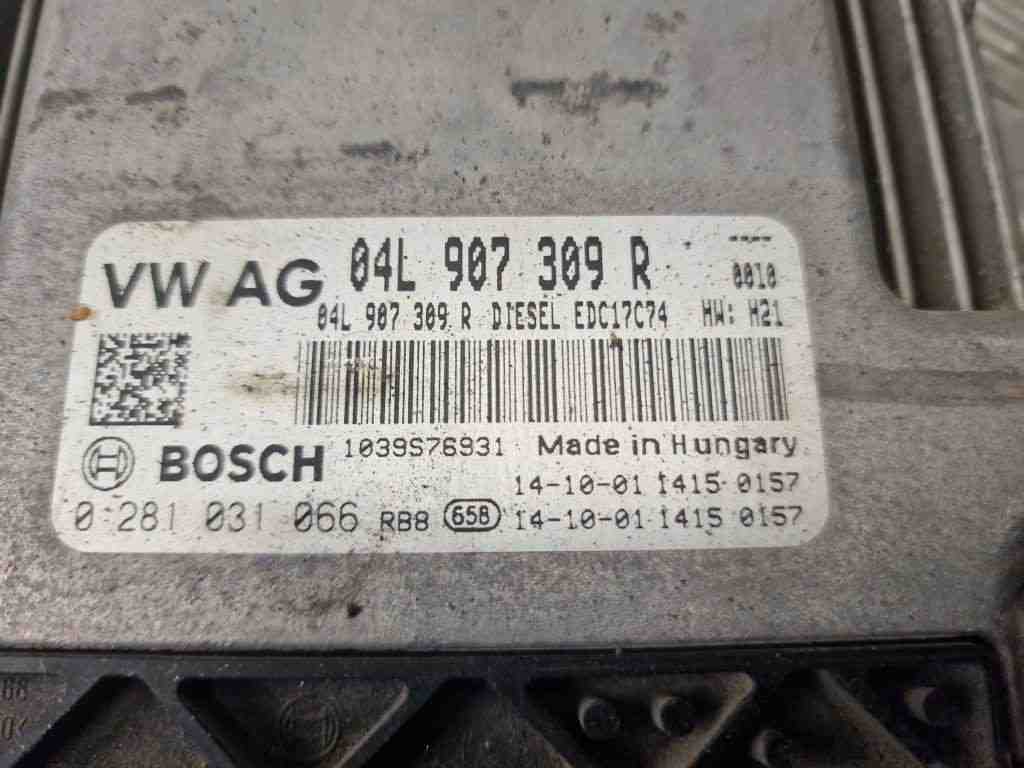 VW AG 04L 907 309 R ----
0010
04L 907 309 R DIESEL EDC17C74 HW: H21
BOSCH 1039S76931 Made in Hungary
14-10-01 1415 0157
0 281 031 066 RB8 658 14-10-01 1415 0157